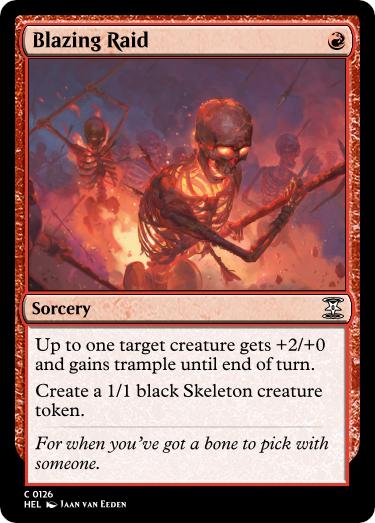 Blazing Raid
Sorcery
Up to one target creature gets +2/+0
and gains trample until end of turn.
Create a 1/1 black Skeleton creature
token.
For when you've got a bone to pick with
someone.
C 0126
HEL Jaan van Eeden